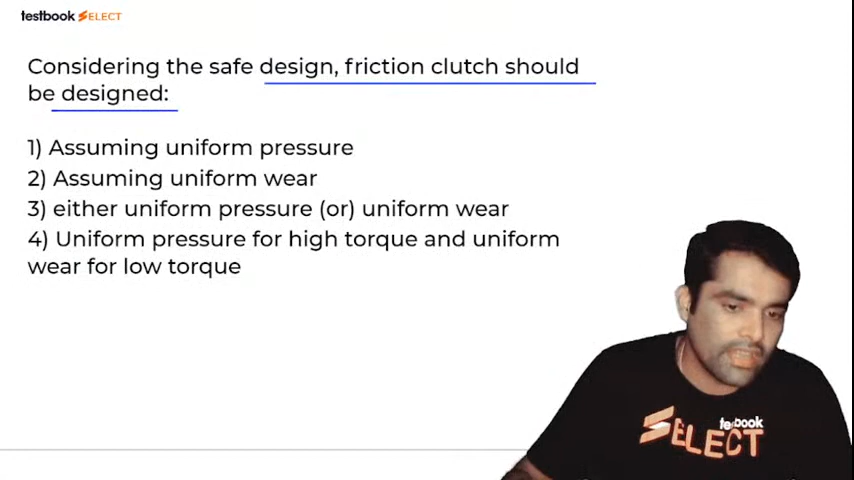 testbook SELECT
Considering the safe design, friction clutch should
be designed:
1) Assuming uniform pressure
2) Assuming uniform wear
3) either uniform pressure (or) uniform wear
4) Uniform pressure for high torque and uniform
wear for low torque
testbook
SELECT